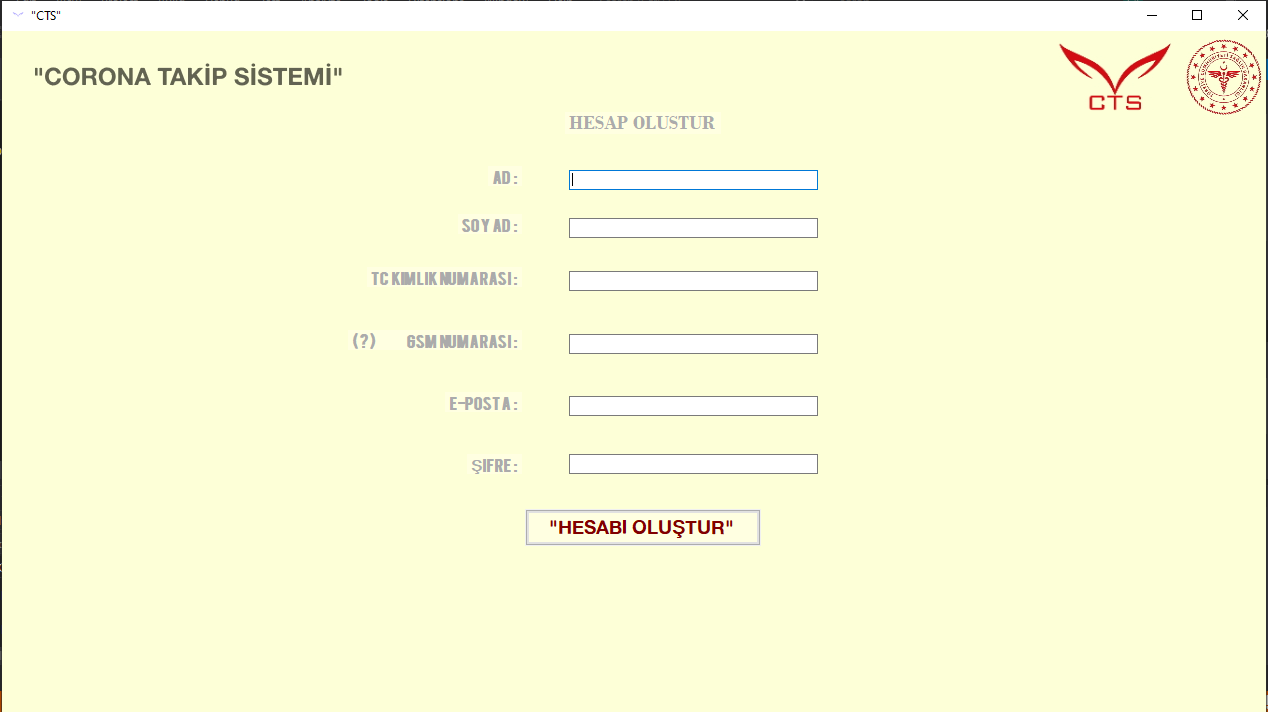 "CTS"
"CORONA TAKİP SİSTEMİ"
CTS
HESAP OLUSTUR
AD :
SOY AD :
TC KIMLIK NUMARASI :
(?) GSM NUMARASI :
E-POSTA :
ŞIFRE :
"HESABI OLUŞTUR"